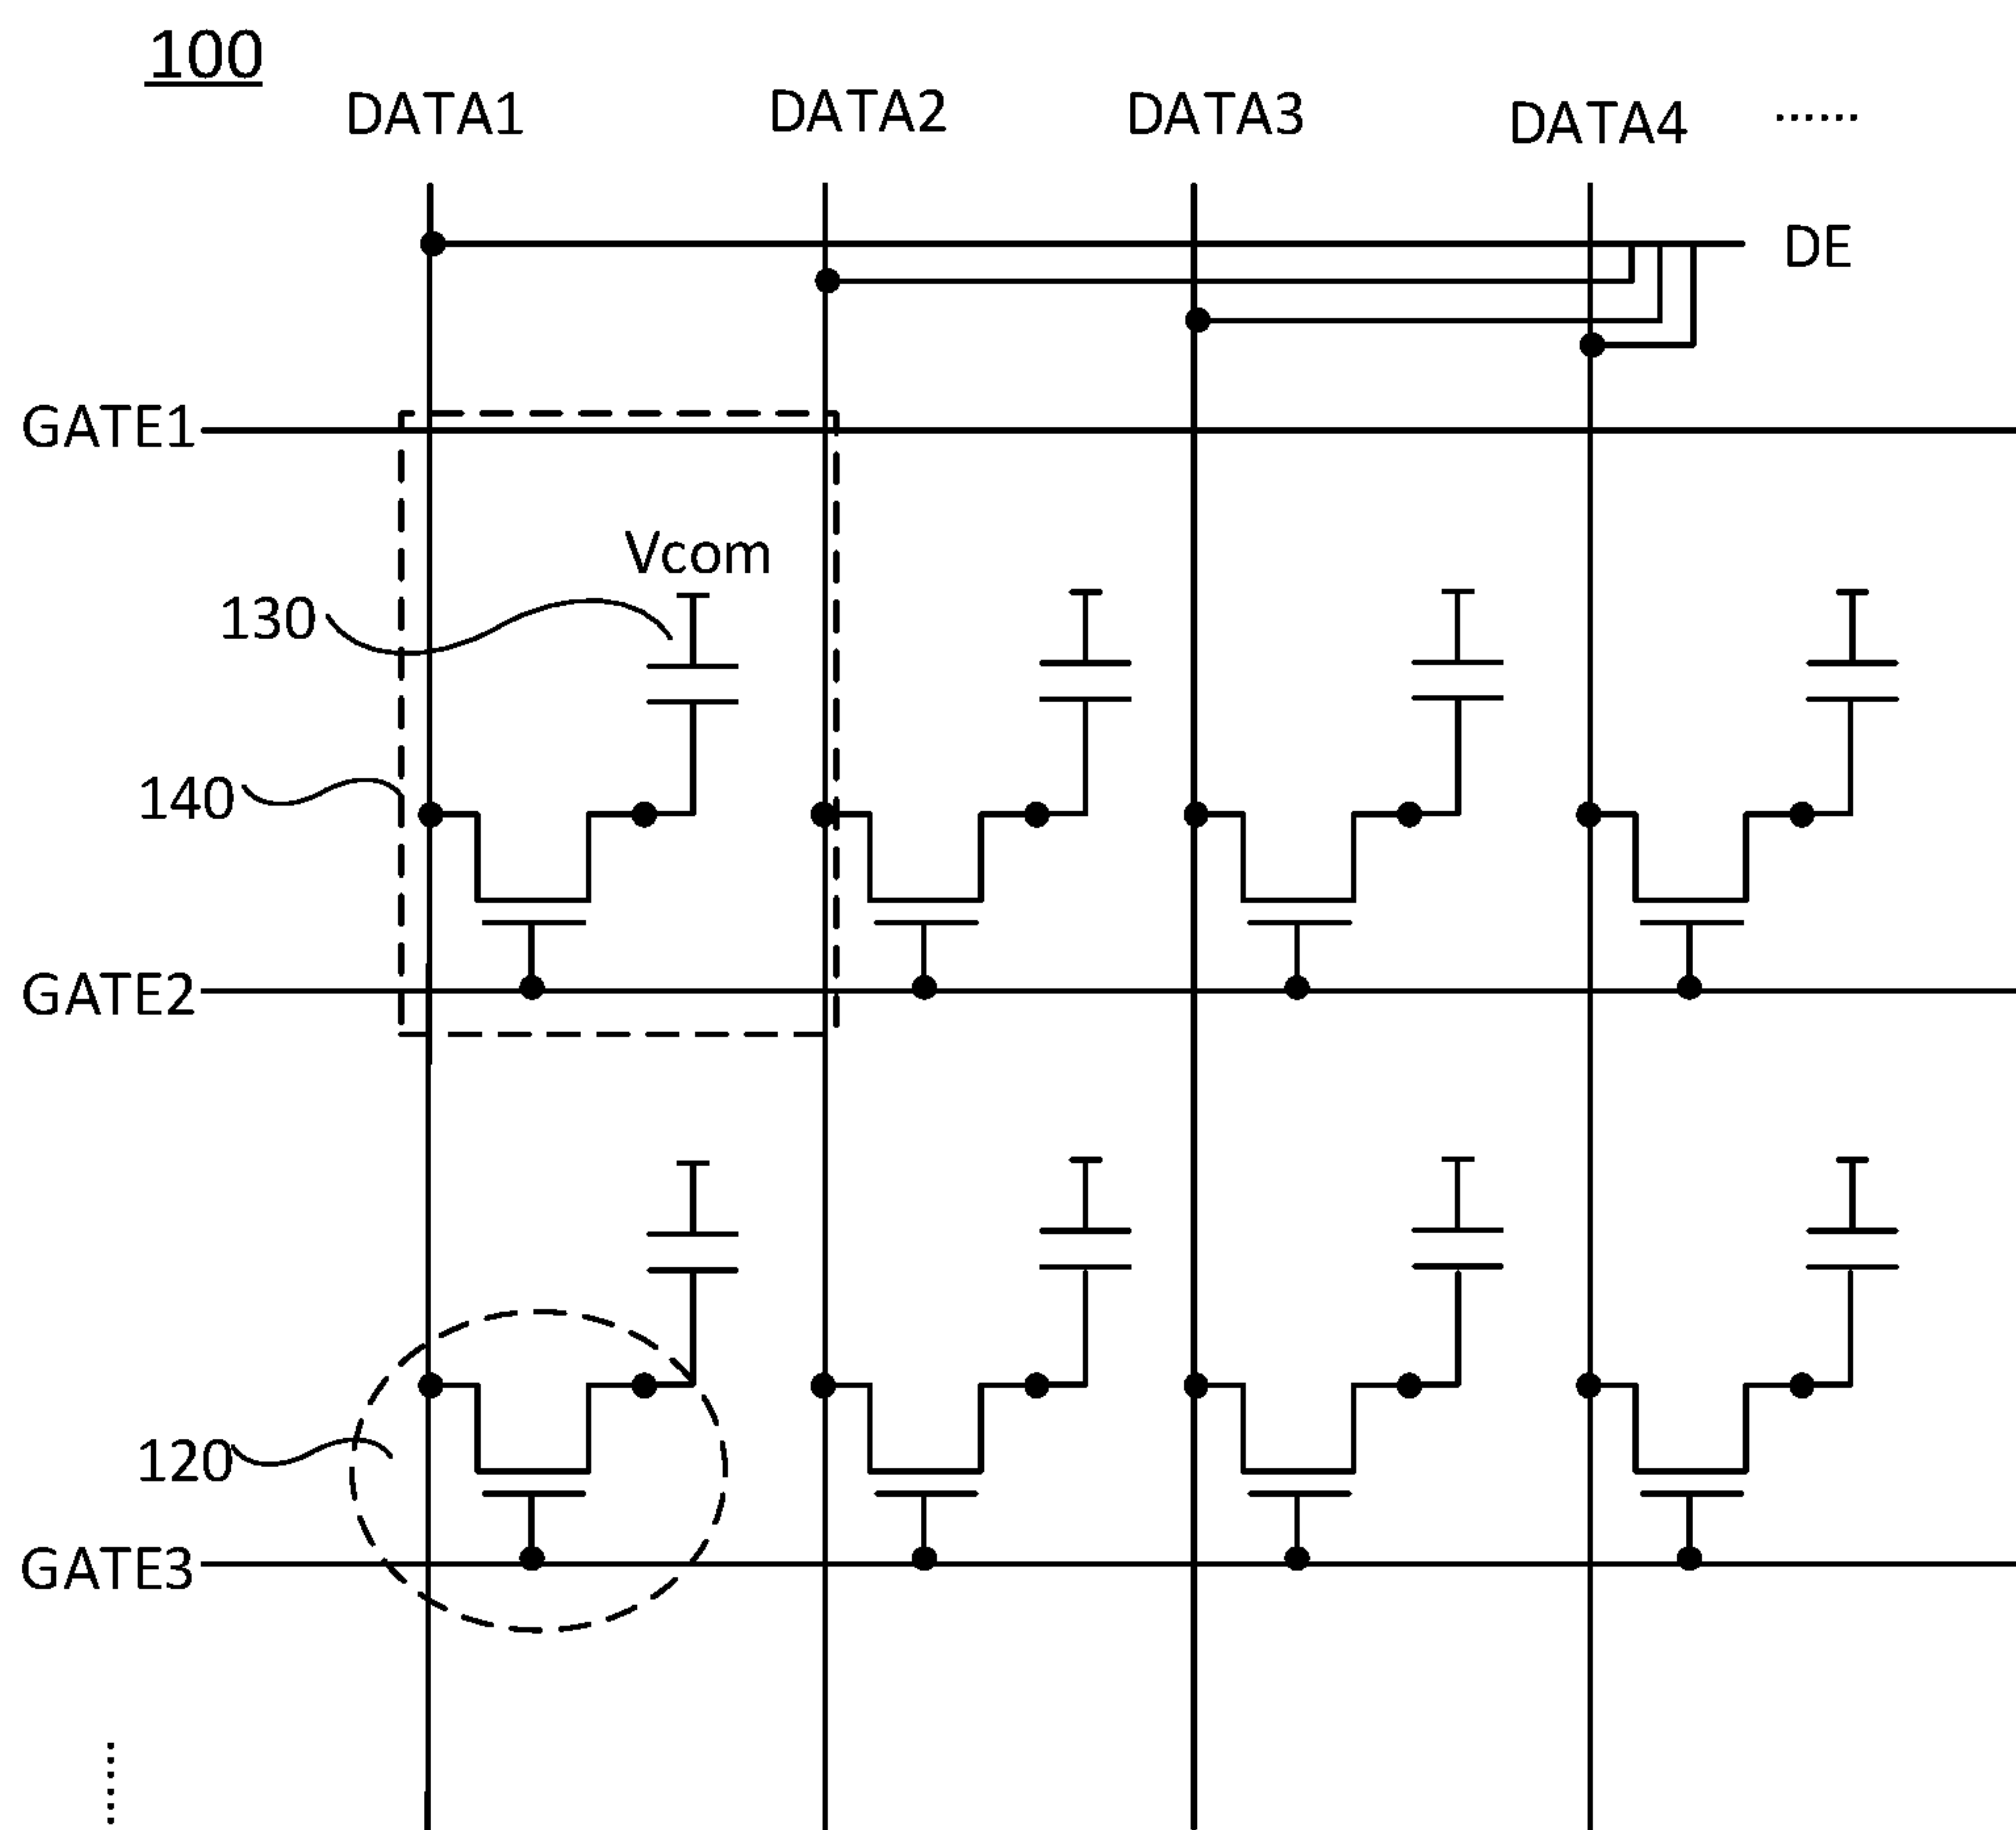 100
DATA1 DATA2 DATA3 DATA4 ......
DE
GATE1
Vcom
130
140
GATE2
120
GATE3
......